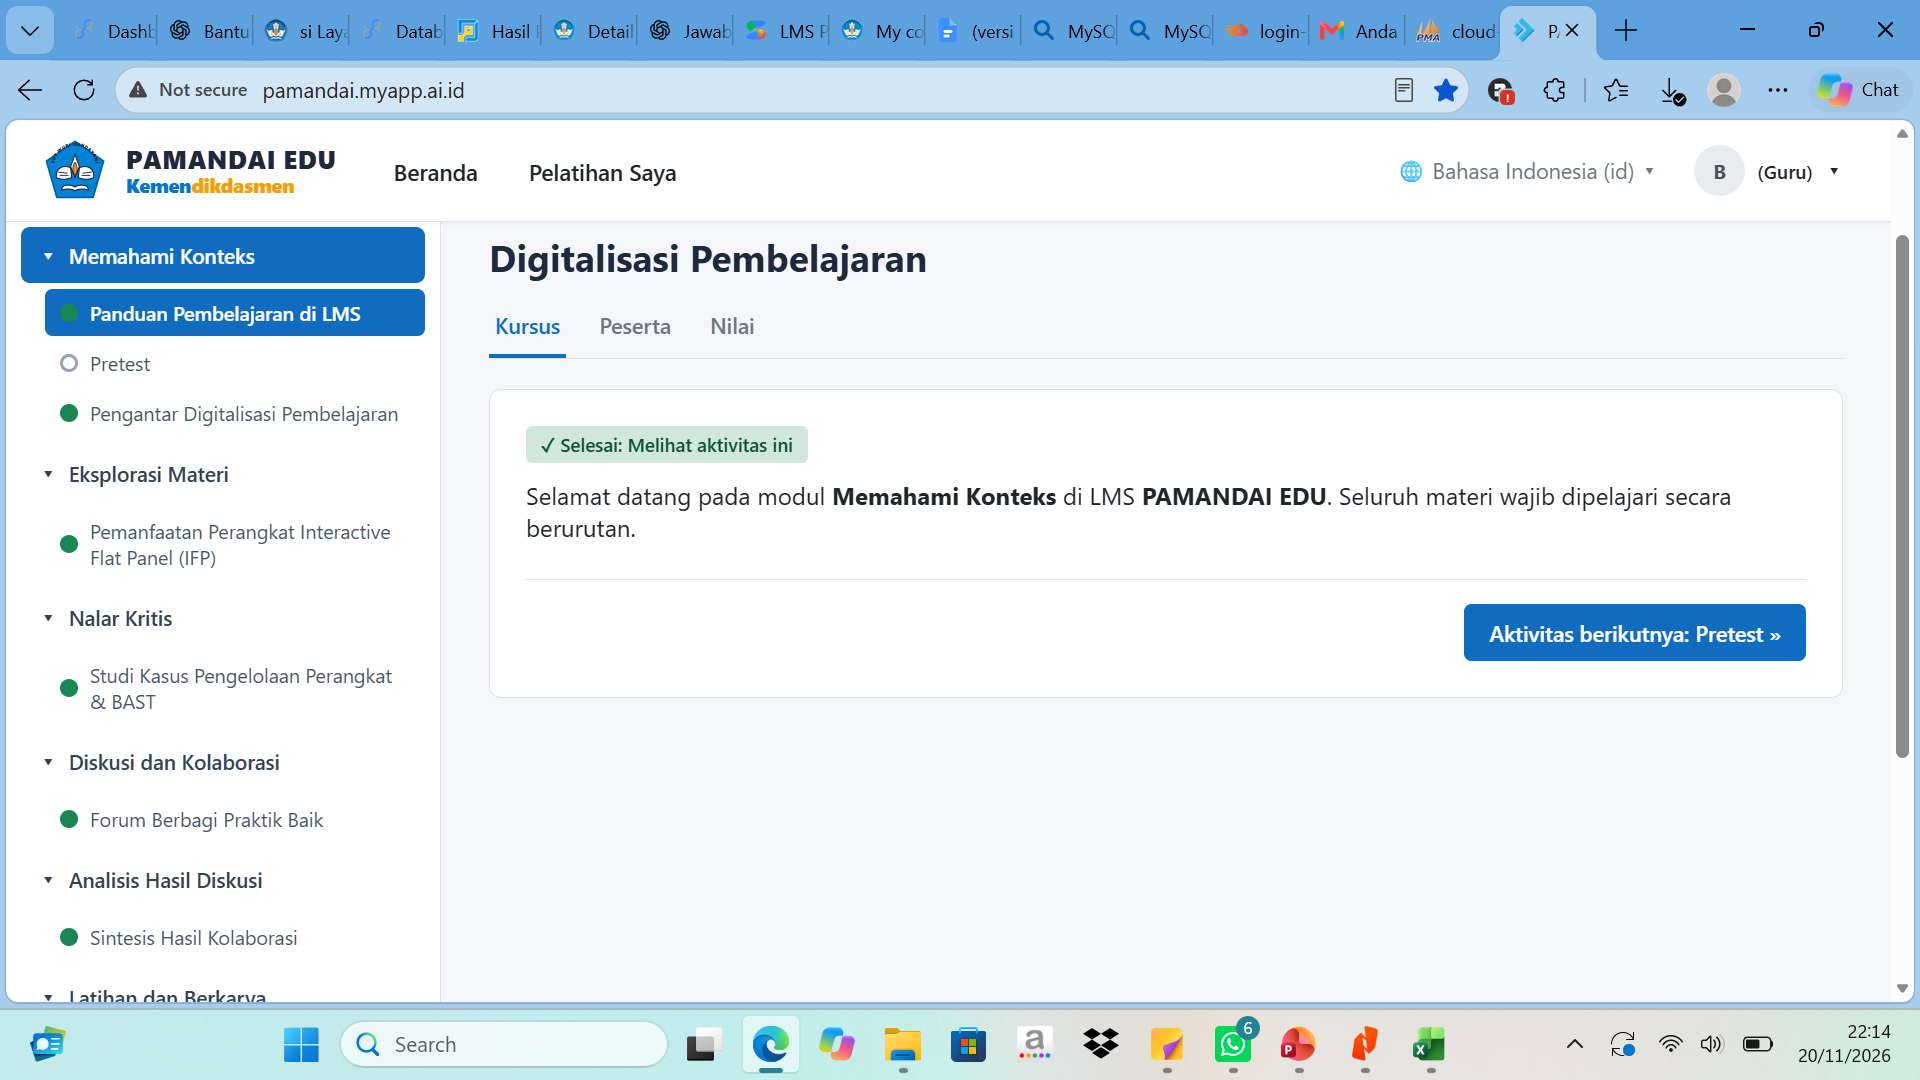 Dashb
Bantu
si Laya
Datab
Hasil
Detail
Jawab
LMS P
My co
(versi
MySQ
MySQ
login-
Anda
cloud-
PA
Not secure
pamandai.myapp.ai.id
Chat
PAMANDAI EDU
Kemendikdasmen
Beranda
Pelatihan Saya
Bahasa Indonesia (id)
B
(Guru)
Memahami Konteks
Panduan Pembelajaran di LMS
Pretest
Pengantar Digitalisasi Pembelajaran
Eksplorasi Materi
Pemanfaatan Perangkat Interactive
Flat Panel (IFP)
Nalar Kritis
Studi Kasus Pengelolaan Perangkat
& BAST
Diskusi dan Kolaborasi
Forum Berbagi Praktik Baik
Analisis Hasil Diskusi
Sintesis Hasil Kolaborasi
Latihan dan Berkarya
Digitalisasi Pembelajaran
Kursus
Peserta
Nilai
✓ Selesai: Melihat aktivitas ini
Selamat datang pada modul Memahami Konteks di LMS PAMANDAI EDU. Seluruh materi wajib dipelajari secara
berurutan.
Aktivitas berikutnya: Pretest »
Search
6
22:14
20/11/2026